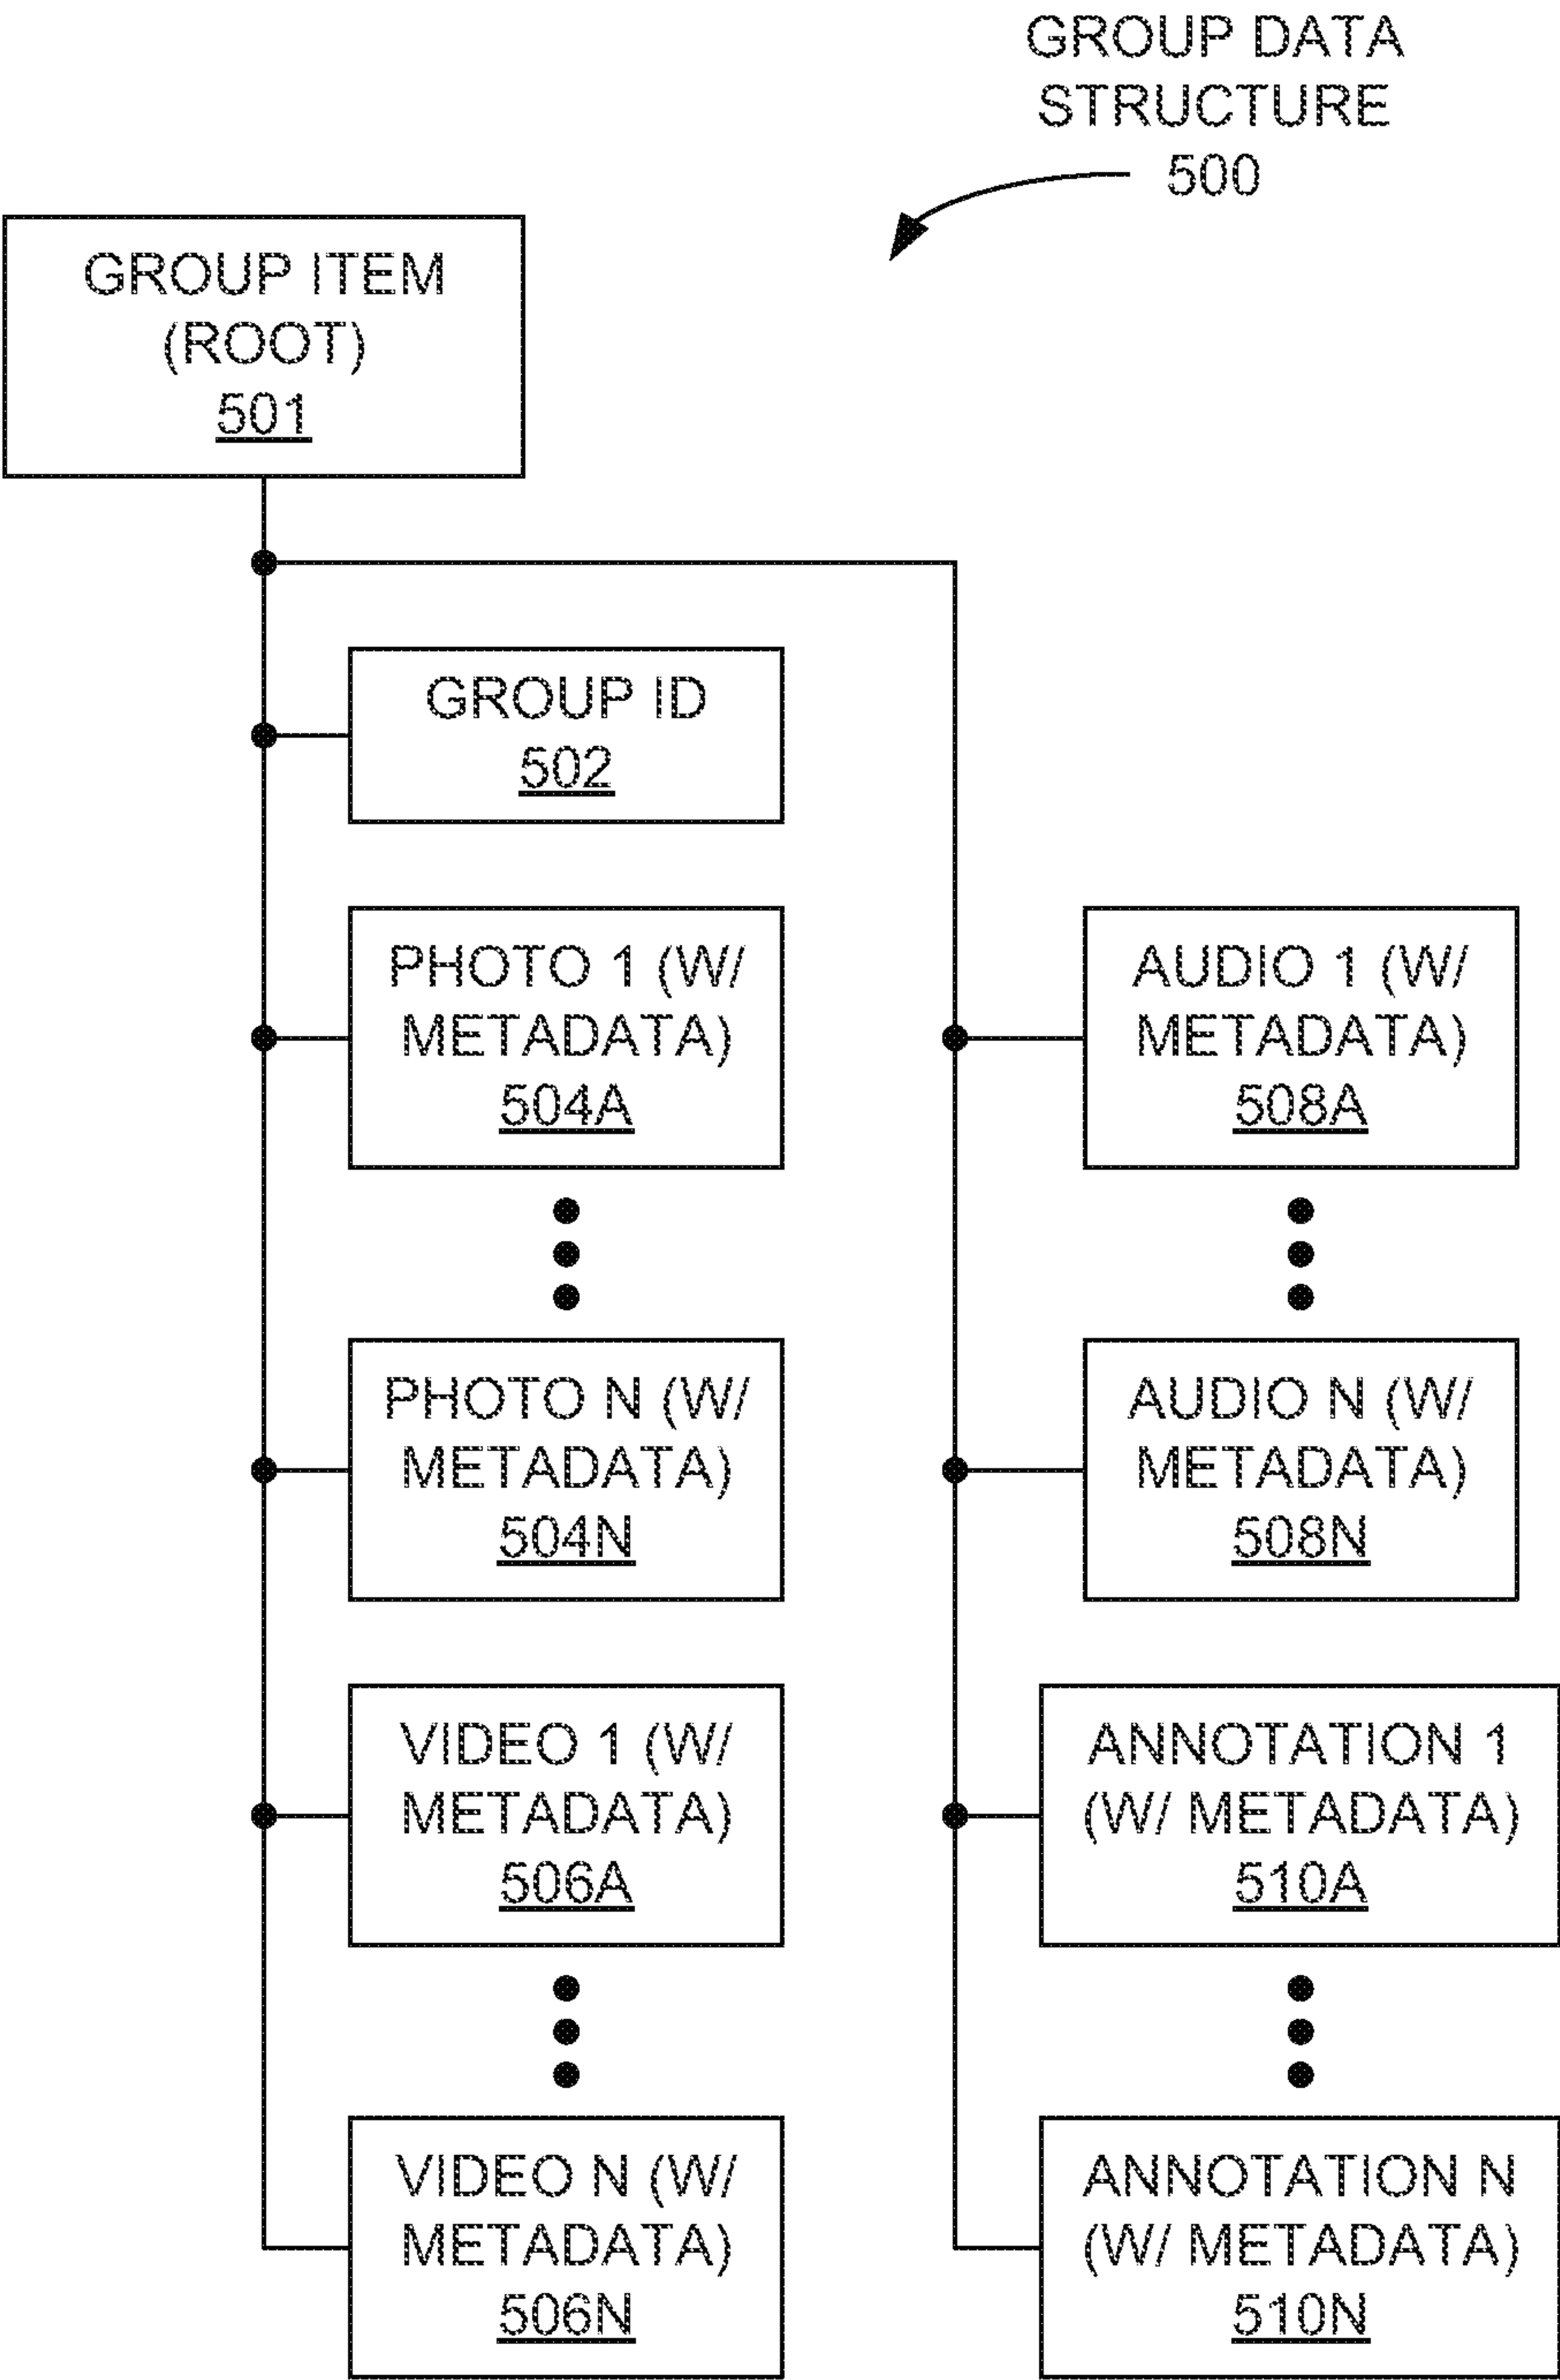 GROUP DATA
STRUCTURE
500
GROUP ITEM
(ROOT)
501
GROUP ID
502
PHOTO 1 (W/
METADATA)
504A
PHOTO N (W/
METADATA)
504N
VIDEO 1 (W/
METADATA)
506A
VIDEO N (W/
METADATA)
506N
AUDIO 1 (W/
METADATA)
508A
AUDIO N (W/
METADATA)
508N
ANNOTATION 1
(W/ METADATA)
510A
ANNOTATION N
(W/ METADATA)
510N